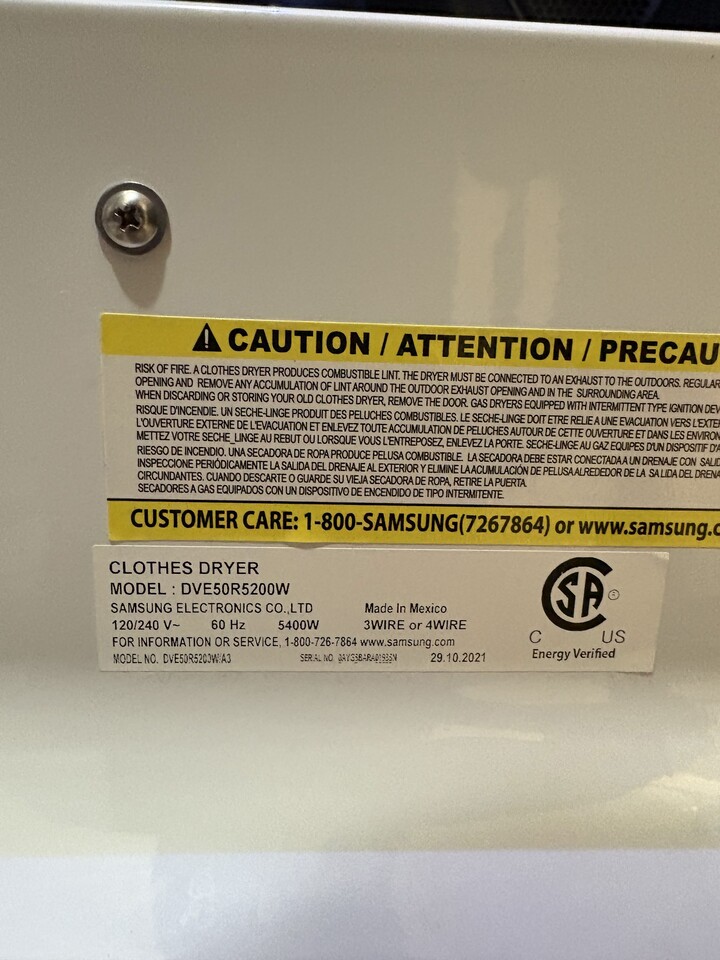 CAUTION / ATTENTION / PRECAU
RISK OF FIRE. A CLOTHES DRYER PRODUCES COMBUSTIBLE LINT. THE DRYER MUST BE CONNECTED TO AN EXHAUST TO THE OUTDOORS. REGULAR
OPENING AND REMOVE ANY ACCUMULATION OF LINT AROUND THE OUTDOOR EXHAUST OPENING AND IN THE SURROUNDING AREA.
WHEN DISCARDING OR STORING YOUR OLD CLOTHES DRYER, REMOVE THE DOOR. GAS DRYERS EQUIPPED WITH INTERMITTENT TYPE IGNITION DEV
RISQUE D'INCENDIE. UN SECHE-LINGE PRODUIT DES PELUCHES COMBUSTIBLES. LE SECHE-LINGE DOIT ETRE RELIE A UNE EVACUATION VERS L'EXTE
L'OUVERTURE EXTERNE DE L'EVACUATION ET ENLEVEZ TOUTE ACCUMULATION DE PELUCHES AUTOUR DE CETTE OUVERTURE ET DANS LES ENVIRON
METTEZ VOTRE SECHE_LINGE AU REBUT OU LORSQUE VOUS L'ENTREPOSEZ, ENLEVEZ LA PORTE. SECHE-LINGE AU GAZ EQUIPES D'UN DISPOSITIF D'A
RIESGO DE INCENDIO. UNA SECADORA DE ROPA PRODUCE PELUSA COMBUSTIBLE. LA SECADORA DEBE ESTAR CONECTADA A UN DRENAJE CON SALID
INSPECCIONE PERIÓDICAMENTE LA SALIDA DEL DRENAJE AL EXTERIOR Y ELIMINE LA ACUMULACIÓN DE PELUSA ALREDEDOR DE LA SALIDA DEL DRENA
CIRCUNDANTES. CUANDO DESCARTE O GUARDE SU VIEJA SECADORA DE ROPA, RETIRE LA PUERTA.
SECADORES A GAS EQUIPADOS CON UN DISPOSITIVO DE ENCENDIDO DE TIPO INTERMITENTE.
CUSTOMER CARE: 1-800-SAMSUNG(7267864) or www.samsung.c
CLOTHES DRYER
MODEL : DVE50R5200W
SAMSUNG ELECTRONICS CO.,LTD Made in Mexico
120/240 V~ 60 Hz 5400W 3WIRE or 4WIRE
FOR INFORMATION OR SERVICE, 1-800-726-7864 www.samsung.com
MODEL NO. DVE50R5200W/A3 SERIAL NO. 29.10.2021
CSA ®
C US
Energy Verified